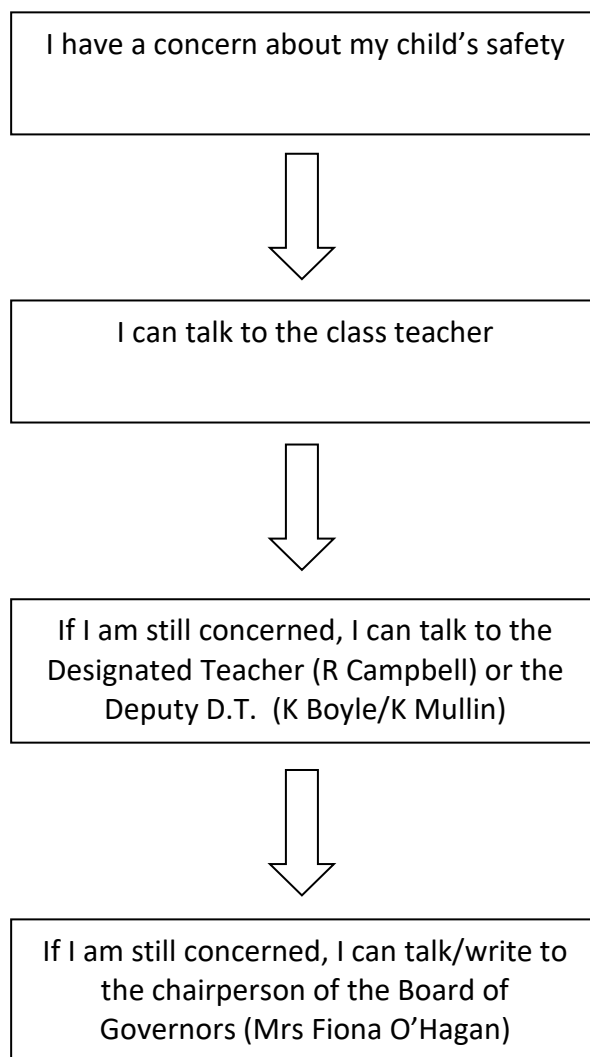 I have a concern about my child’s safety
I can talk to the class teacher
If I am still concerned, I can talk to the
Designated Teacher (R Campbell) or the
Deputy D.T.  (K Boyle/K Mullin)
If I am still concerned, I can talk/write to
the chairperson of the Board of
Governors (Mrs Fiona O’Hagan)